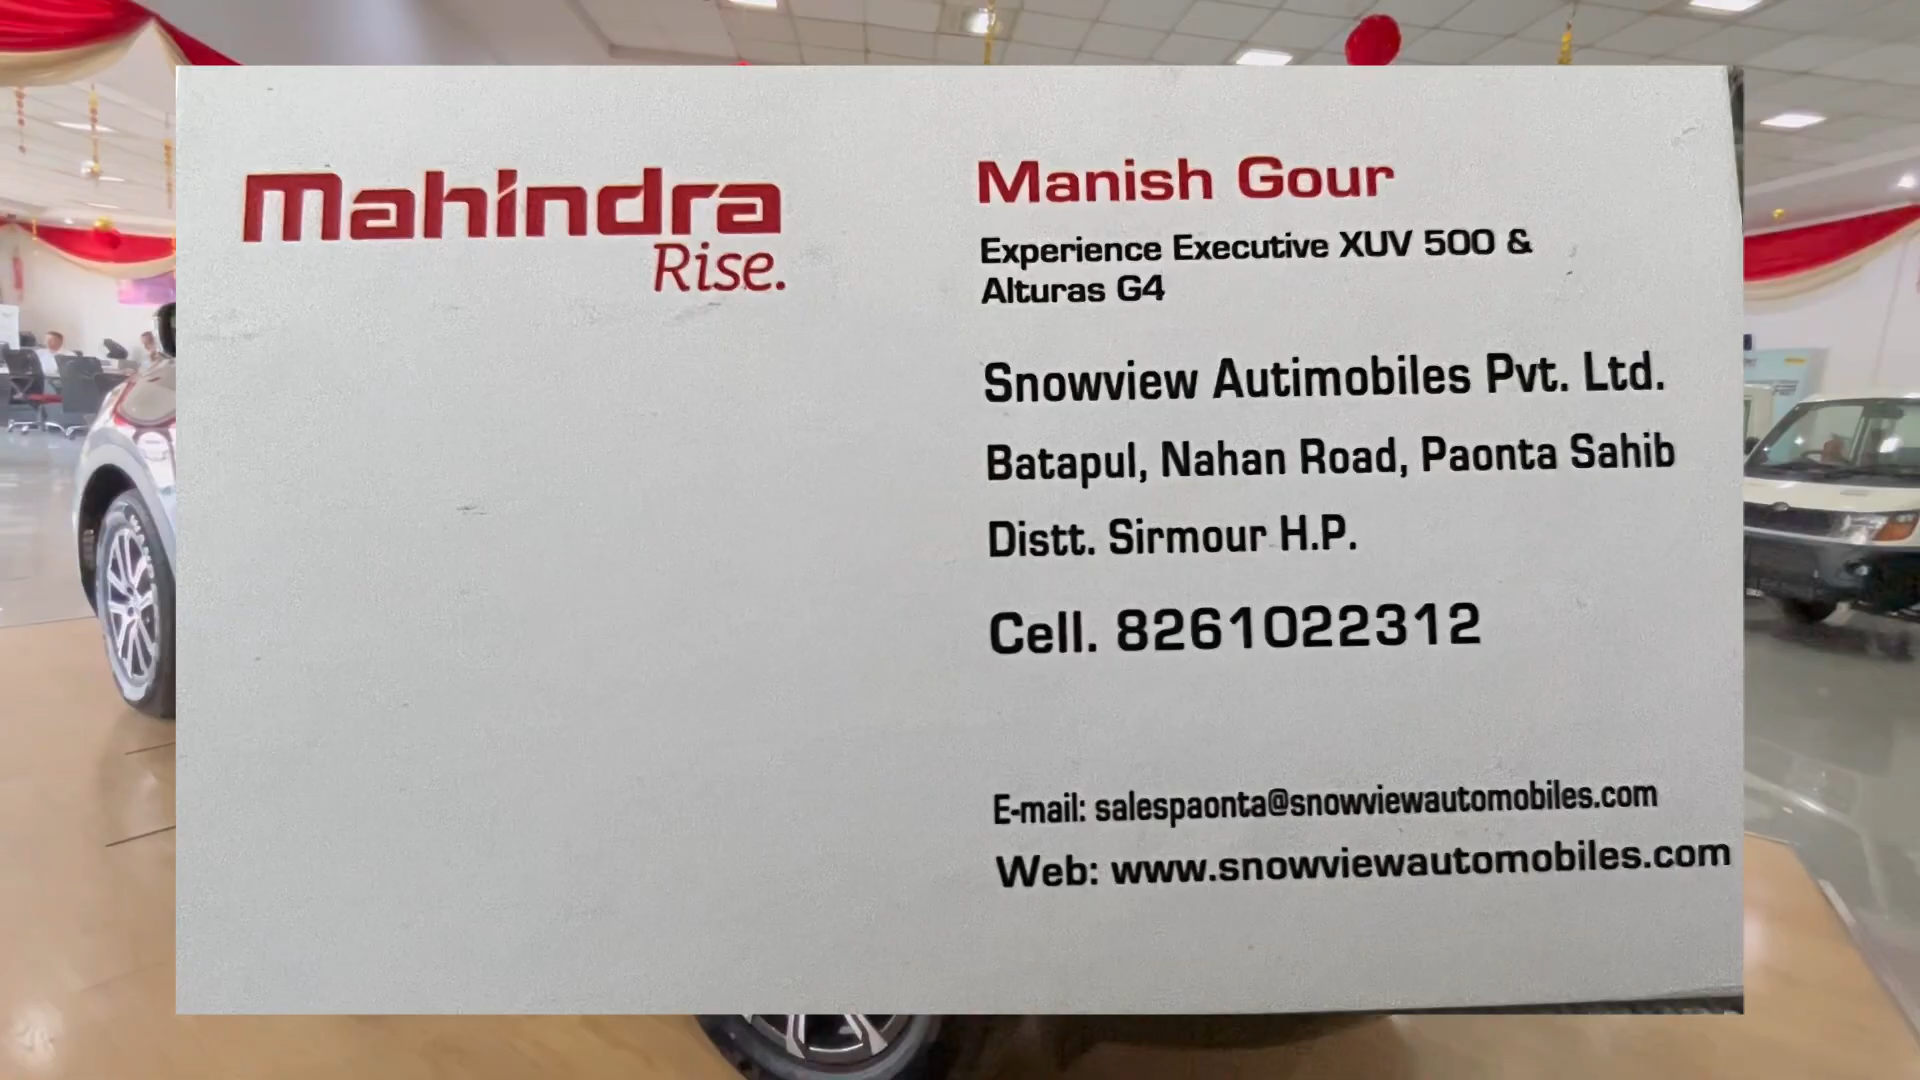 Mahindra
Rise.
Manish Gour
Experience Executive XUV 500 &
Alturas G4
Snowview Autimobiles Pvt. Ltd.
Batapul, Nahan Road, Paonta Sahib
Distt. Sirmour H.P.
Cell. 8261022312
E-mail: salespaonta@snowviewautomobiles.com
Web: www.snowviewautomobiles.com